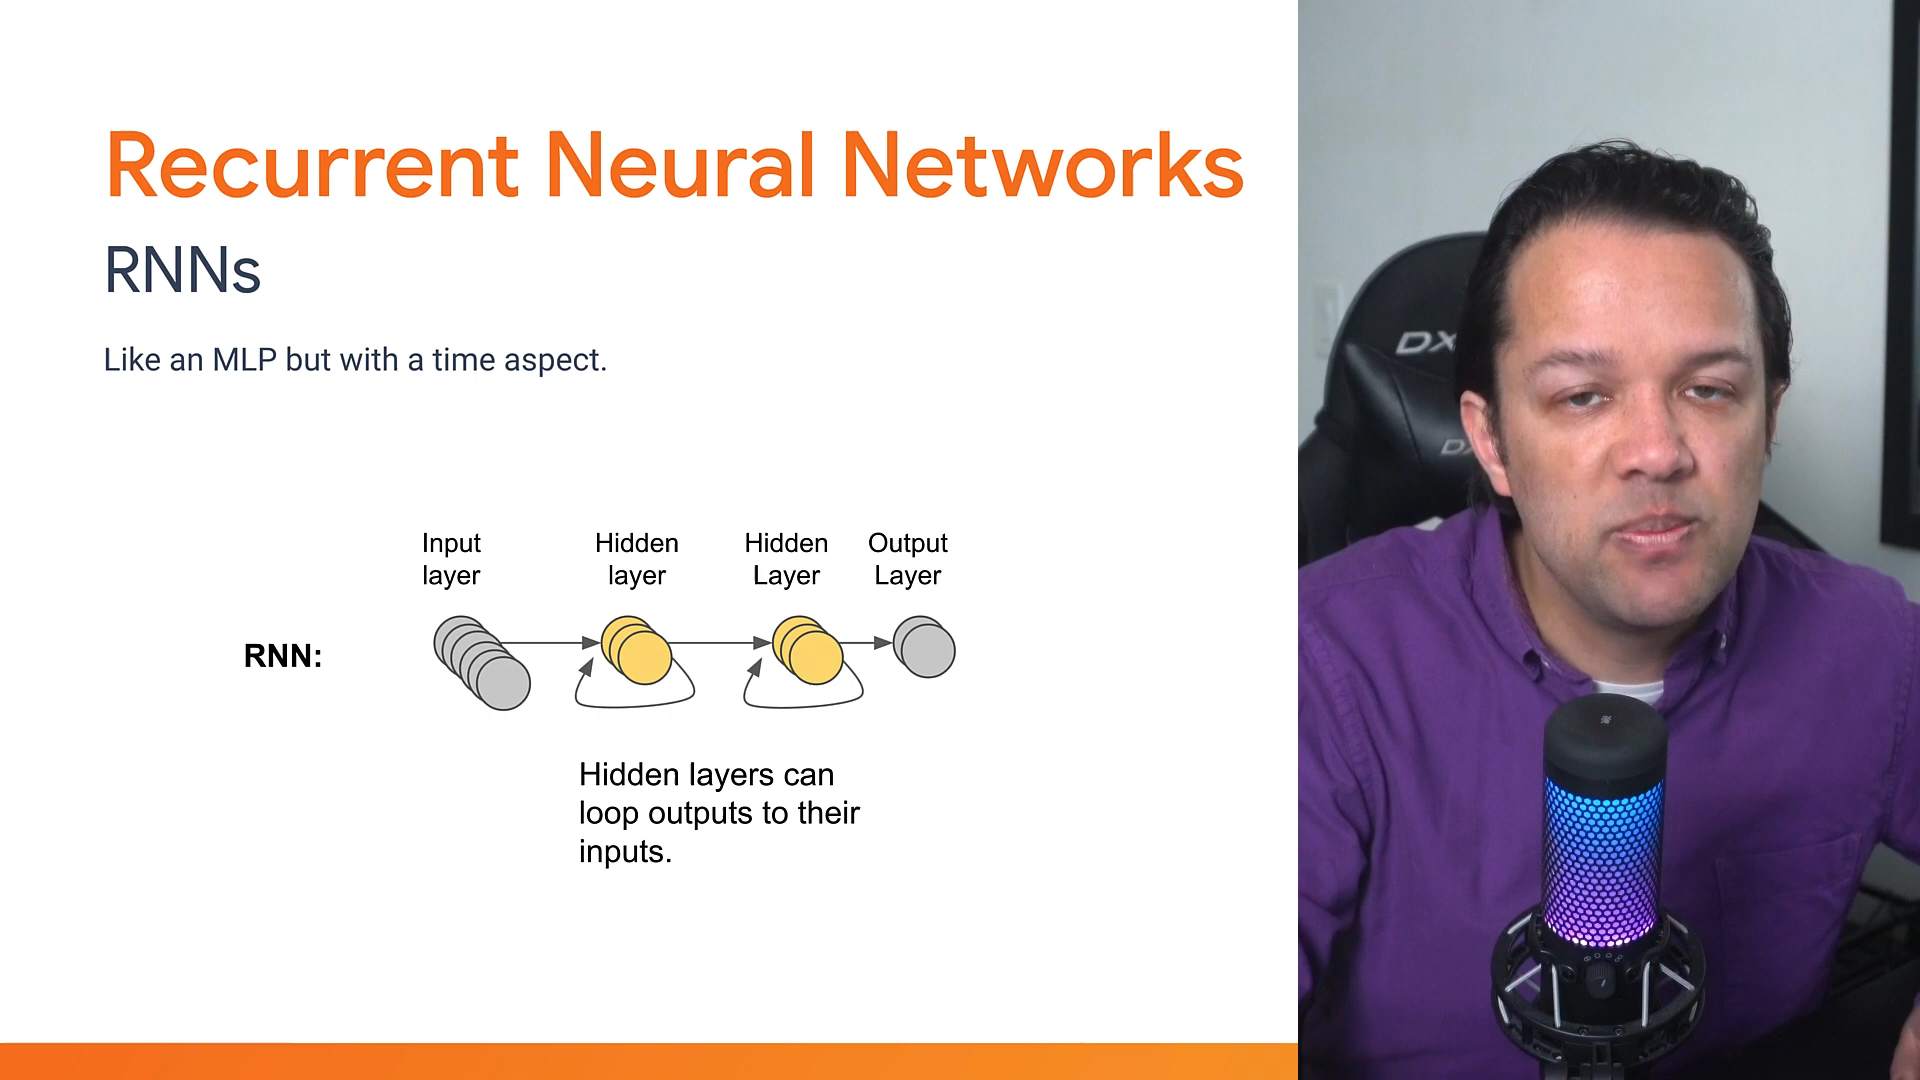 Recurrent Neural Networks
RNNs
Like an MLP but with a time aspect.
Input
layer
Hidden
layer
Hidden
Layer
Output
Layer
RNN:
Hidden layers can
loop outputs to their
inputs.
DX